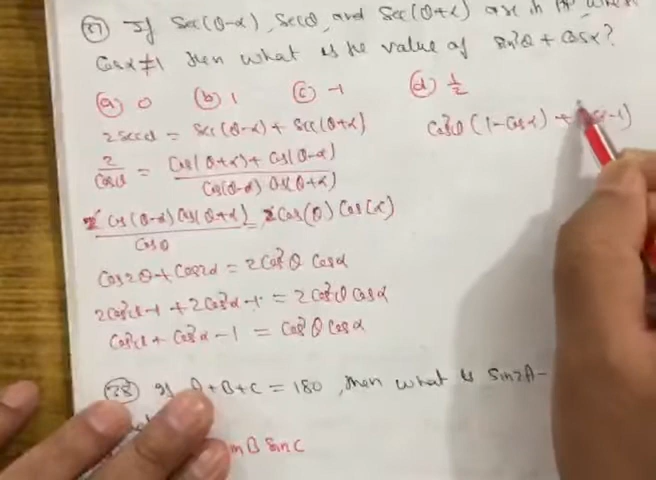 (27) If Sec(θ-α), Secθ, and Sec(θ+α) are in AP, where
Cosα≠1 then what is the value of sin²θ + Cosα?
(a) 0 (b) 1 (c) -1 (d) 1/2
2secθ = Sec(θ-α) + Sec(θ+α)
2/Cosθ = Cos(θ+α) + Cos(θ-α) / Cos(θ-α) Cos(θ+α)
2 Cos(θ-α) Cos(θ+α) / Cosθ = 2Cos(θ) Cos(α)
Cos2θ + Cos2α = 2Cos²θ Cosα
2Cos²θ-1 + 2Cos²α-1 = 2Cos²θ Cosα
Cos²θ + Cos²α - 1 = Cos²θ Cosα
Cos²θ (1-Cosα) +
(28) If A+B+C = 180, then what is Sin2A-
Sin C